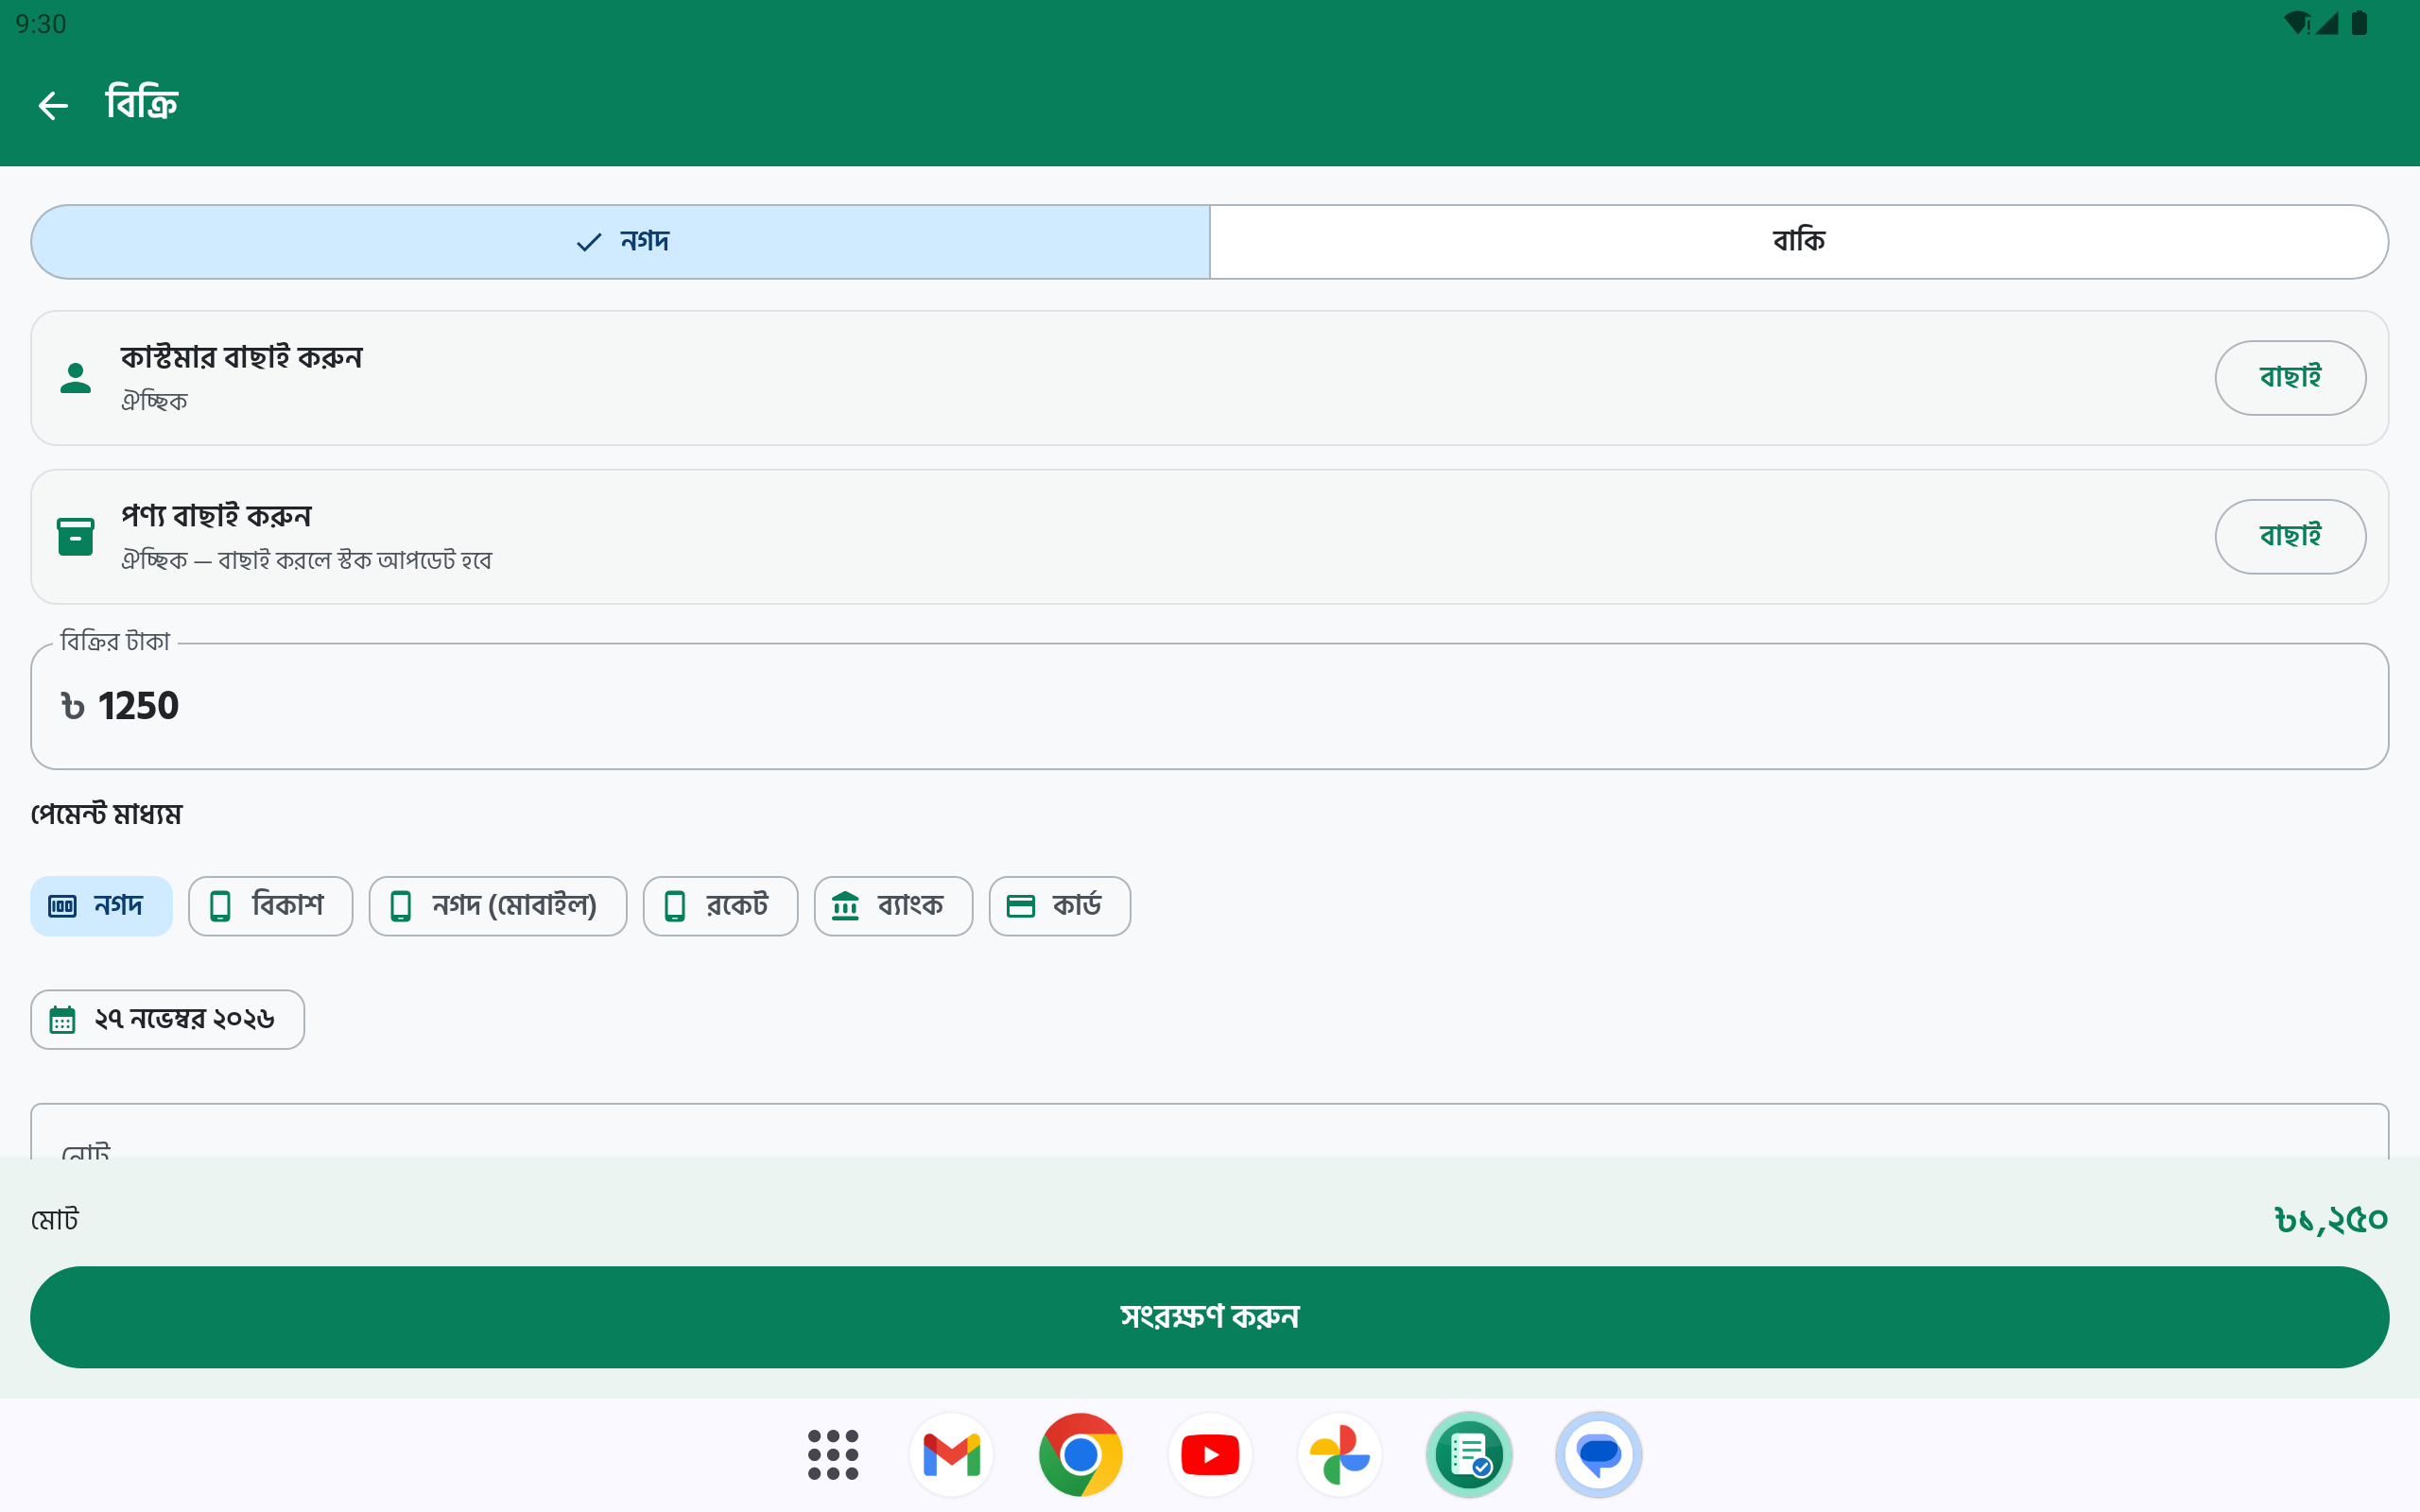 9:30
বিক্রি
নগদ
বাকি
কাস্টমার বাছাই করুন
ঐচ্ছিক
বাছাই
পণ্য বাছাই করুন
ঐচ্ছিক — বাছাই করলে স্টক আপডেট হবে
বাছাই
বিক্রির টাকা
৳ 1250
পেমেন্ট মাধ্যম
নগদ
বিকাশ
নগদ (মোবাইল)
রকেট
ব্যাংক
কার্ড
২৭ নভেম্বর ২০২৬
নোট
মোট
৳১,২৫০
সংরক্ষণ করুন